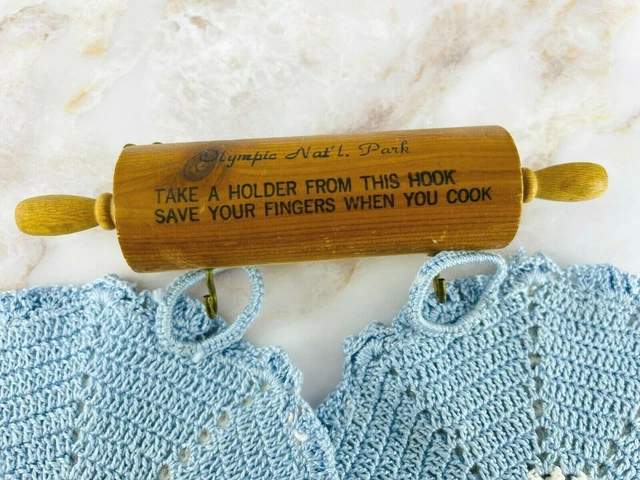 Olympic Nat'l. Park
TAKE A HOLDER FROM THIS HOOK
SAVE YOUR FINGERS WHEN YOU COOK